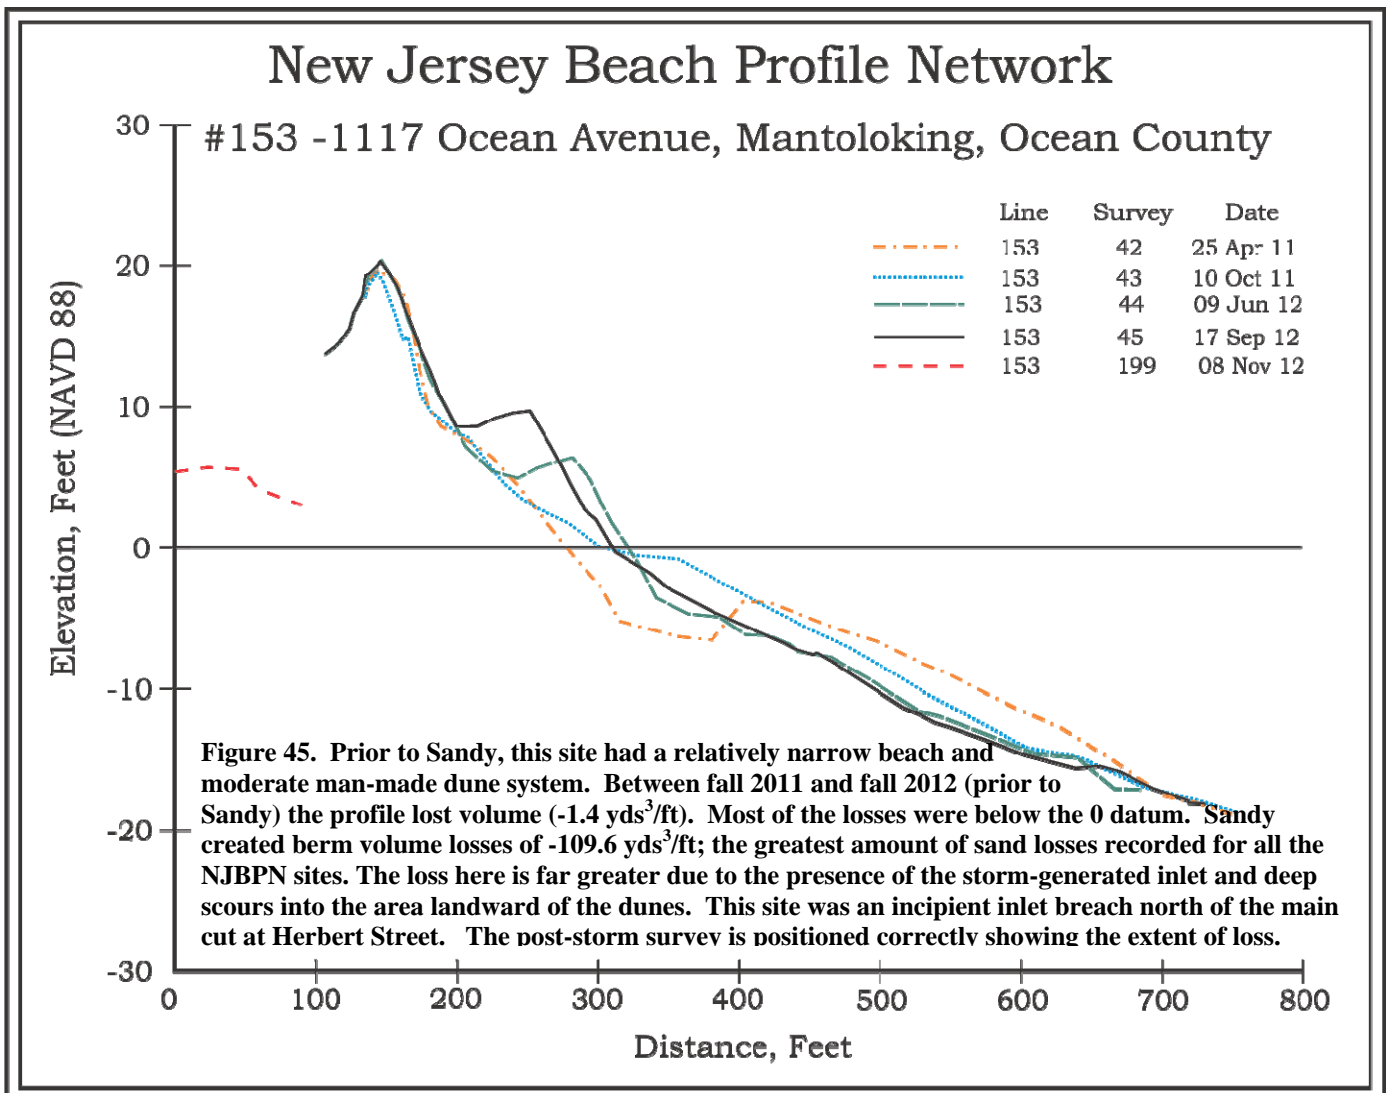 New Jersey Beach Profile Network
#153 -1117 Ocean Avenue, Mantoloking, Ocean County
Line Survey Date
153 42 25 Apr 11
153 43 10 Oct 11
153 44 09 Jun 12
153 45 17 Sep 12
153 199 08 Nov 12
Elevation, Feet (NAVD 88)
30
20
10
0
-10
-20
-30
Figure 45. Prior to Sandy, this site had a relatively narrow beach and
moderate man-made dune system. Between fall 2011 and fall 2012 (prior to
Sandy) the profile lost volume (-1.4 yds³/ft). Most of the losses were below the 0 datum. Sandy
created berm volume losses of -109.6 yds³/ft; the greatest amount of sand losses recorded for all the
NJBPN sites. The loss here is far greater due to the presence of the storm-generated inlet and deep
scours into the area landward of the dunes. This site was an incipient inlet breach north of the main
cut at Herbert Street. The post-storm survey is positioned correctly showing the extent of loss.
0 100 200 300 400 500 600 700 800
Distance, Feet